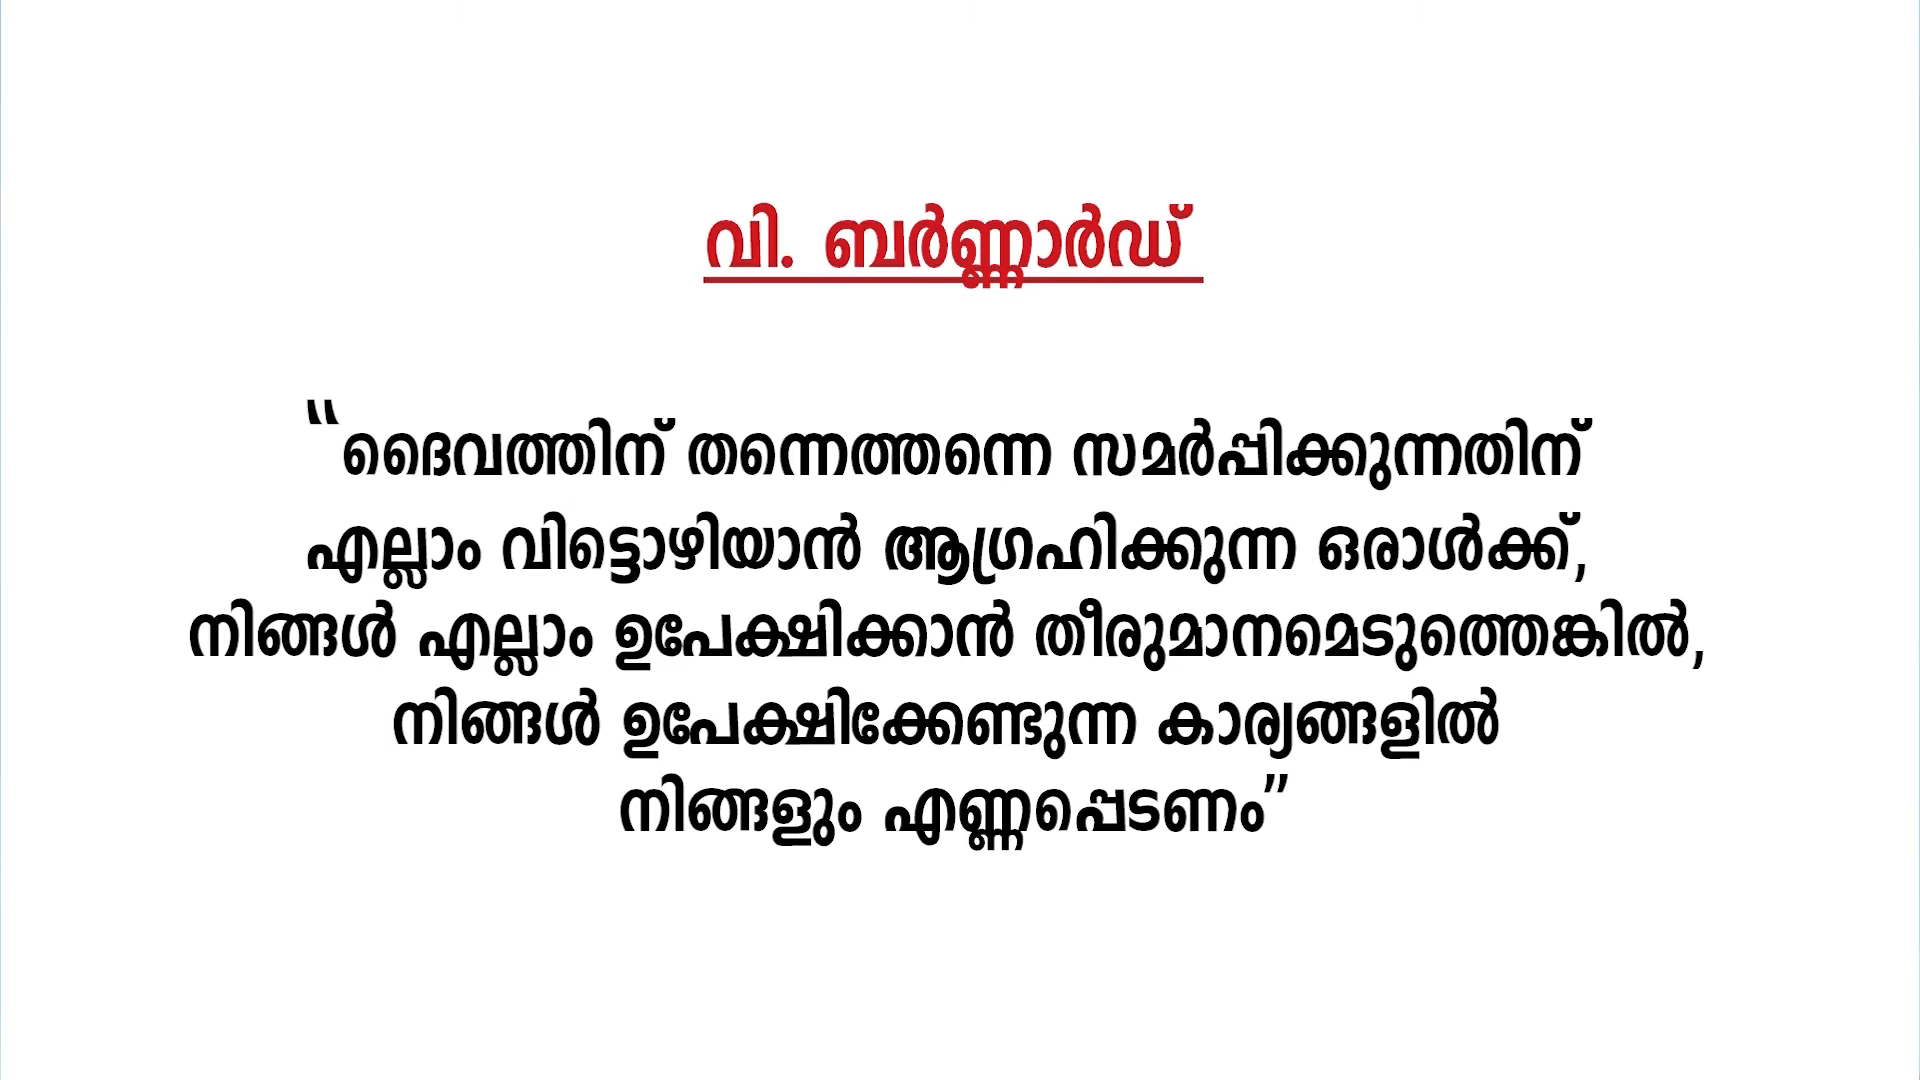 വി. ബർണ്ണാർഡ്
“ദൈവത്തിന് തന്നെത്തന്നെ സമർപ്പിക്കുന്നതിന്
എല്ലാം വിട്ടൊഴിയാൻ ആഗ്രഹിക്കുന്ന ഒരാൾക്ക്,
നിങ്ങൾ എല്ലാം ഉപേക്ഷിക്കാൻ തീരുമാനമെടുത്തെങ്കിൽ,
നിങ്ങൾ ഉപേക്ഷിക്കേണ്ടുന്ന കാര്യങ്ങളിൽ
നിങ്ങളും എണ്ണപ്പെടണം”